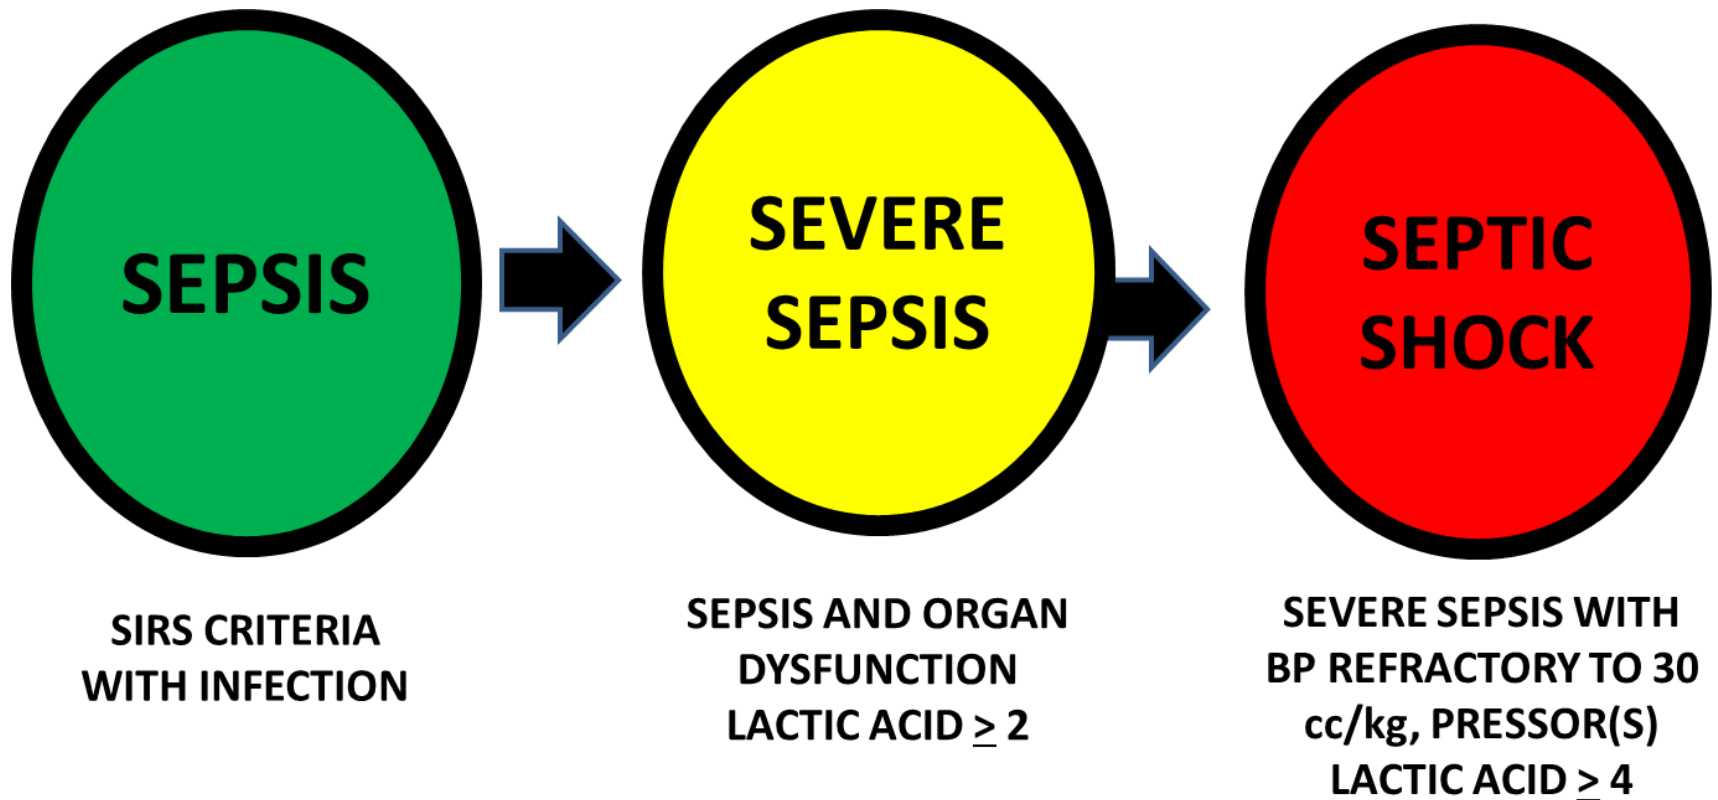 SEPSIS
SIRS CRITERIA
WITH INFECTION
SEVERE
SEPSIS
SEPSIS AND ORGAN
DYSFUNCTION
LACTIC ACID ≥ 2
SEPTIC
SHOCK
SEVERE SEPSIS WITH
BP REFRACTORY TO 30
cc/kg, PRESSOR(S)
LACTIC ACID ≥ 4